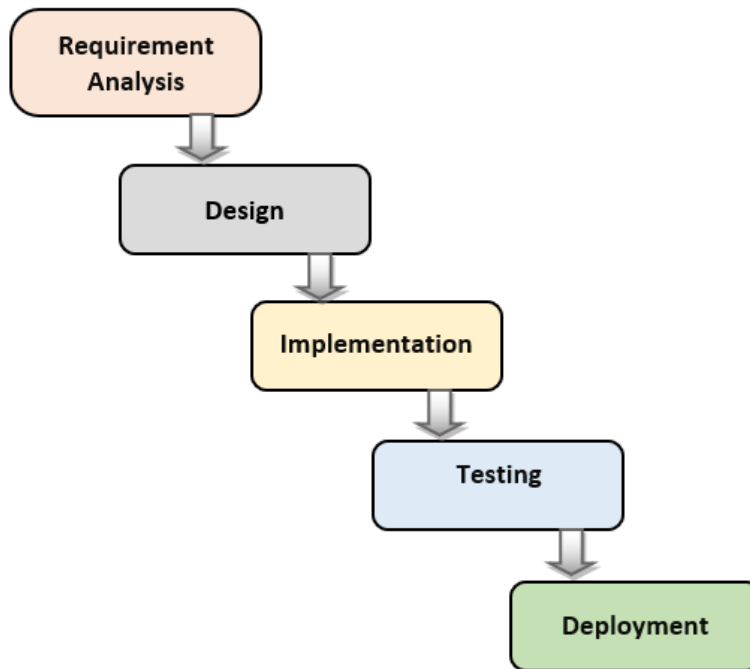 Requirement
Analysis
Design
Implementation
Testing
Deployment